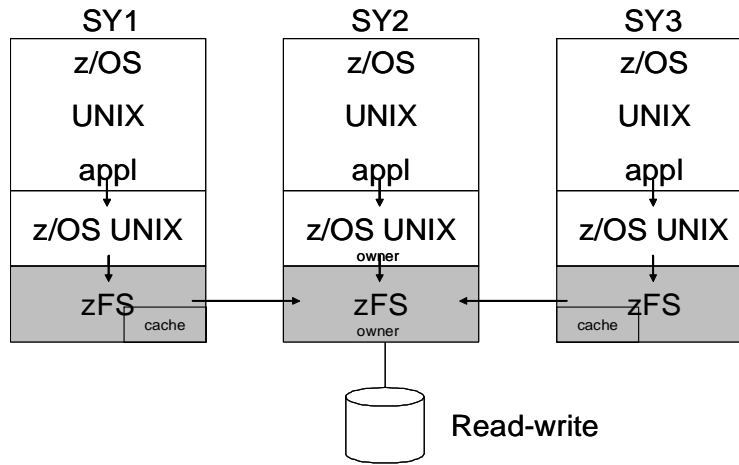 SY1 SY2 SY3
z/OS z/OS z/OS
UNIX UNIX UNIX
appl appl appl
z/OS UNIX z/OS UNIX z/OS UNIX
owner
zFS zFS zFS
cache owner cache
Read-write